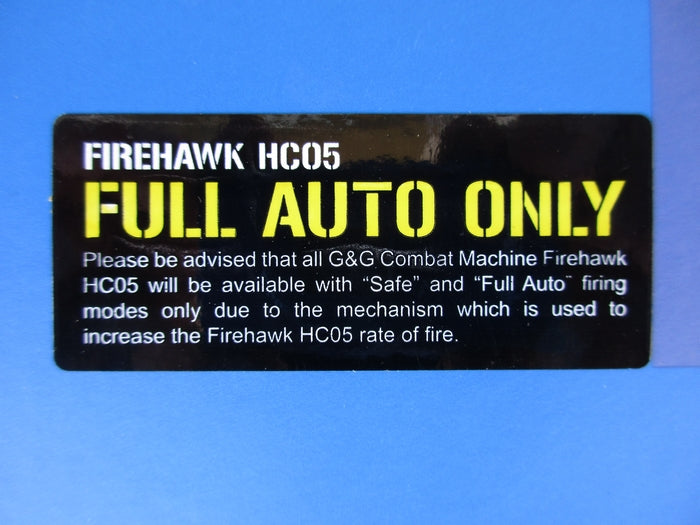 FIREHAWK HC05
FULL AUTO ONLY
Please be advised that all G&G Combat Machine Firehawk
HC05 will be available with “Safe” and “Full Auto” firing
modes only due to the mechanism which is used to
increase the Firehawk HC05 rate of fire.